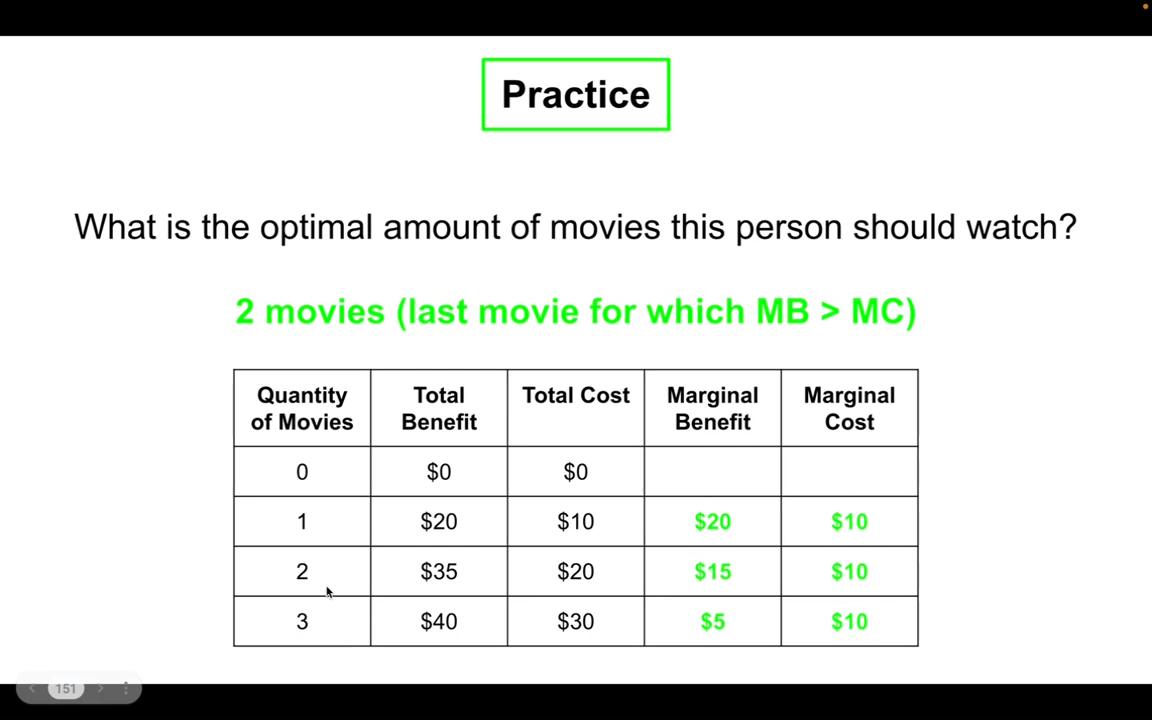 Practice
What is the optimal amount of movies this person should watch?
2 movies (last movie for which MB > MC)
Quantity of Movies Total Benefit Total Cost Marginal Benefit Marginal Cost
0 $0 $0
1 $20 $10 $20 $10
2 $35 $20 $15 $10
3 $40 $30 $5 $10
151